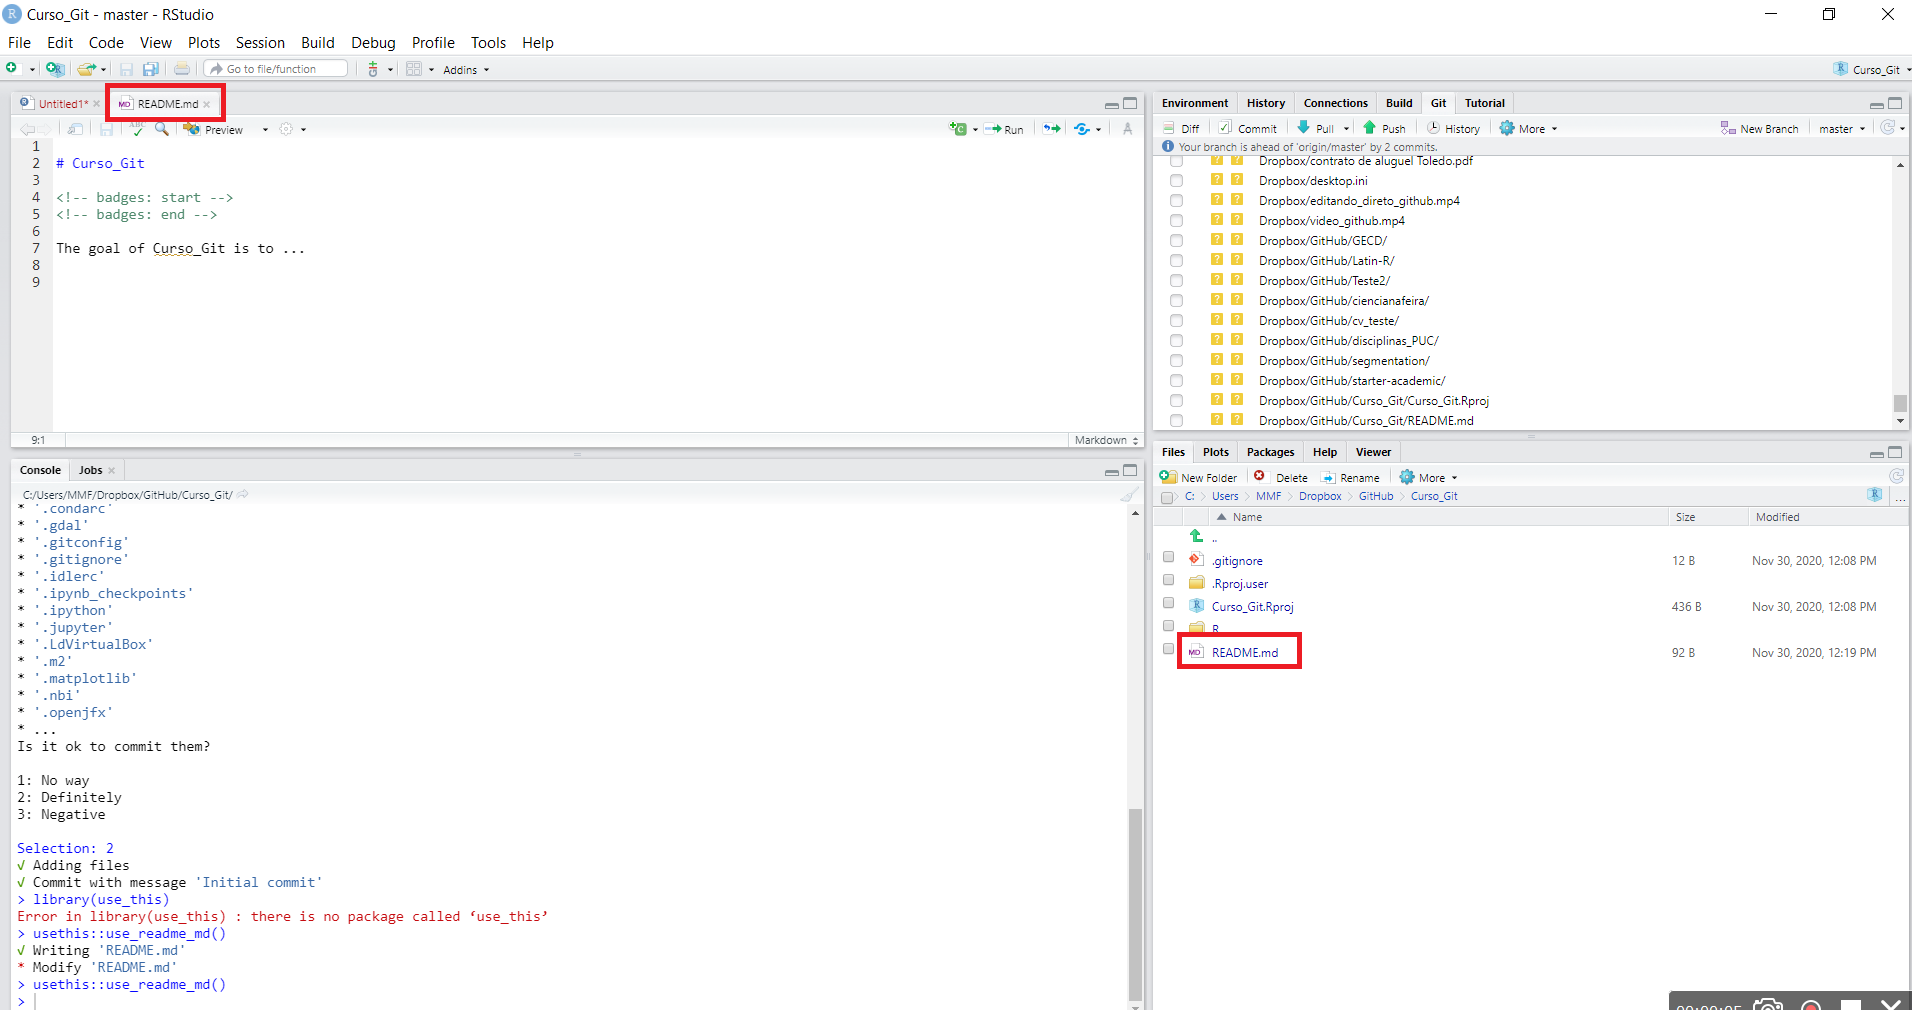 Curso_Git - master - RStudio
File Edit Code View Plots Session Build Debug Profile Tools Help
Go to file/function
Addins
Curso_Git
Untitled1*
README.md
Preview
Run
1
2 # Curso_Git
3
4 <!-- badges: start -->
5 <!-- badges: end -->
6
7 The goal of Curso_Git is to ...
8
9
9:1
Markdown
Console Jobs
C:/Users/MMF/Dropbox/GitHub/Curso_Git/
* '.condarc'
* '.gdal'
* '.gitconfig'
* '.gitignore'
* '.idlerc'
* '.ipynb_checkpoints'
* '.ipython'
* '.jupyter'
* '.LdVirtualBox'
* '.m2'
* '.matplotlib'
* '.nbi'
* '.openjfx'
* ...
Is it ok to commit them?
1: No way
2: Definitely
3: Negative
Selection: 2
√ Adding files
√ Commit with message 'Initial commit'
> library(use_this)
Error in library(use_this) : there is no package called ‘use_this’
> usethis::use_readme_md()
√ Writing 'README.md'
* Modify 'README.md'
> usethis::use_readme_md()
>
Environment History Connections Build Git Tutorial
Diff Commit Pull Push History More New Branch master
Your branch is ahead of 'origin/master' by 2 commits.
? ? Dropbox/contrato de aluguel Toledo.pdf
? ? Dropbox/desktop.ini
? ? Dropbox/editando_direto_github.mp4
? ? Dropbox/video_github.mp4
? ? Dropbox/GitHub/GECD/
? ? Dropbox/GitHub/Latin-R/
? ? Dropbox/GitHub/Teste2/
? ? Dropbox/GitHub/ciencianafeira/
? ? Dropbox/GitHub/cv_teste/
? ? Dropbox/GitHub/disciplinas_PUC/
? ? Dropbox/GitHub/segmentation/
? ? Dropbox/GitHub/starter-academic/
? ? Dropbox/GitHub/Curso_Git/Curso_Git.Rproj
? ? Dropbox/GitHub/Curso_Git/README.md
Files Plots Packages Help Viewer
New Folder Delete Rename More
C: Users MMF Dropbox GitHub Curso_Git
...
Name Size Modified
..
.gitignore 12 B Nov 30, 2020, 12:08 PM
.Rproj.user
Curso_Git.Rproj 436 B Nov 30, 2020, 12:08 PM
R
README.md 92 B Nov 30, 2020, 12:19 PM